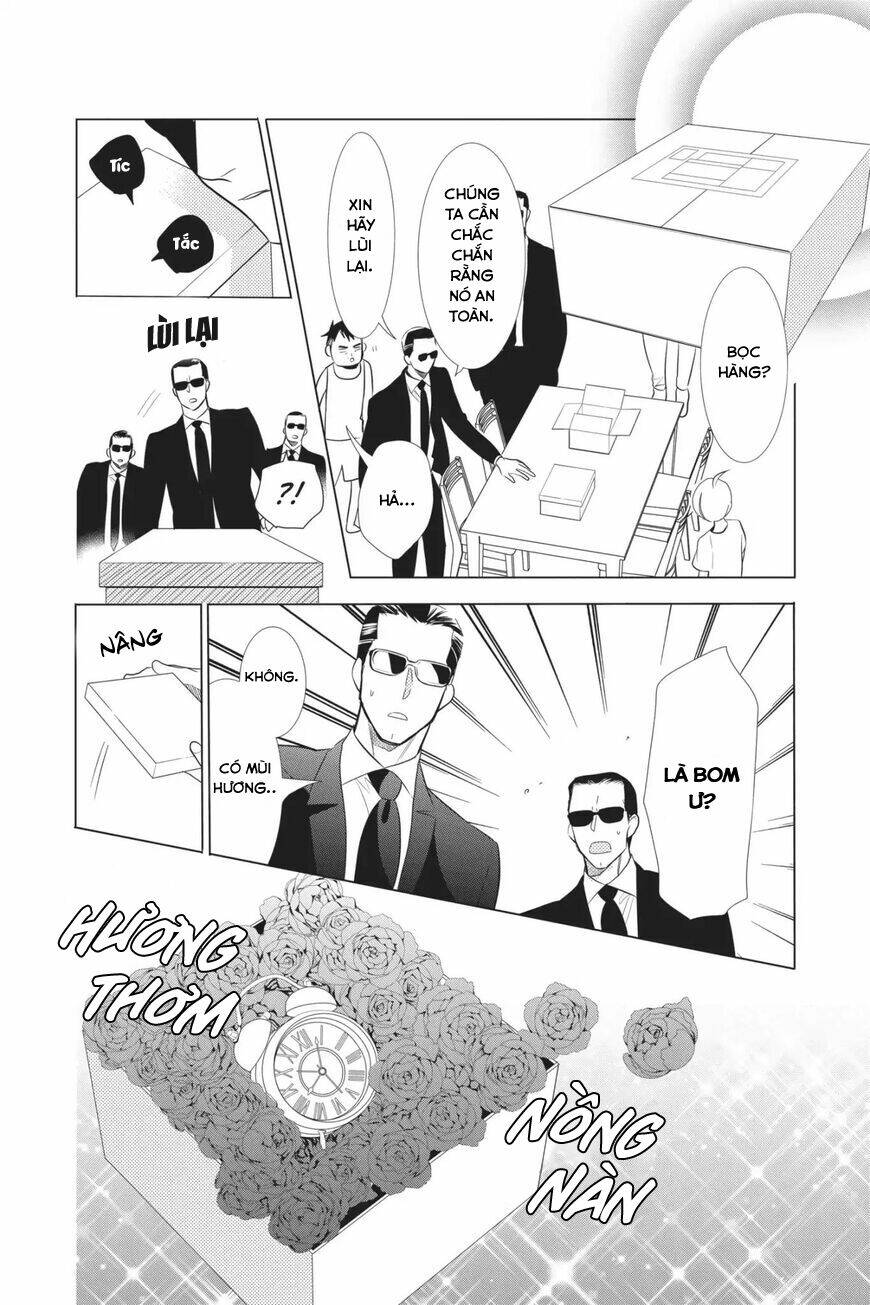 BỌC
HÀNG?
CHÚNG
TA CẦN
CHẮC
CHẮN
RẰNG
NÓ AN
TOÀN.
XIN
HÃY
LÙI
LẠI.
HẢ...
Tíc
Tắc
LÙI LẠI
?!
LÀ BOM
Ư?
KHÔNG.
CÓ MÙI
HƯƠNG..
NÂNG
HƯƠNG
THƠM
NỒNG
NÀN